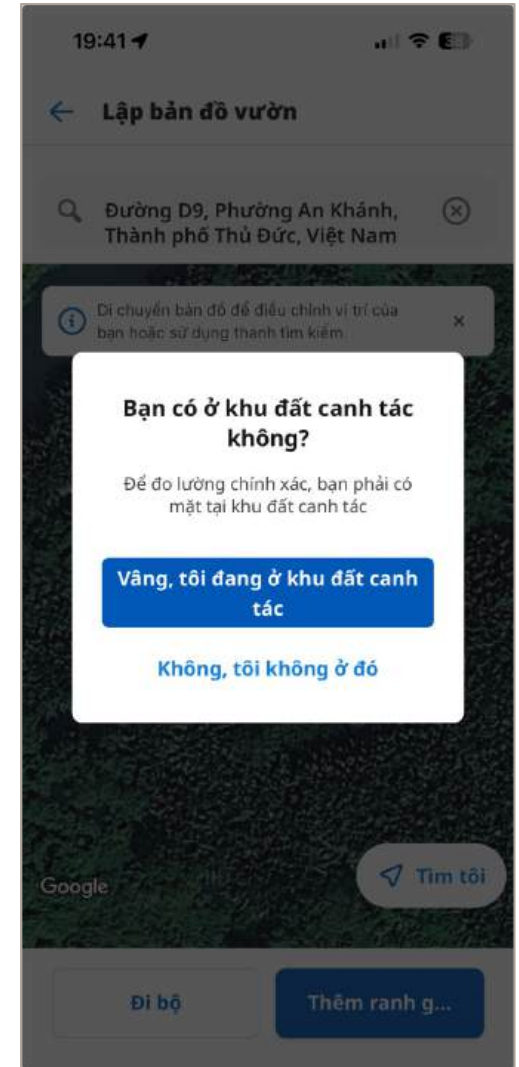 19:41
Lập bản đồ vườn
Đường D9, Phường An Khánh,
Thành phố Thủ Đức, Việt Nam
Di chuyển bản đồ để điều chỉnh vị trí của
bạn hoặc sử dụng thanh tìm kiếm.
Bạn có ở khu đất canh tác
không?
Để đo lường chính xác, bạn phải có
mặt tại khu đất canh tác
Vâng, tôi đang ở khu đất canh
tác
Không, tôi không ở đó
Google
Tìm tôi
Đi bộ
Thêm ranh g...